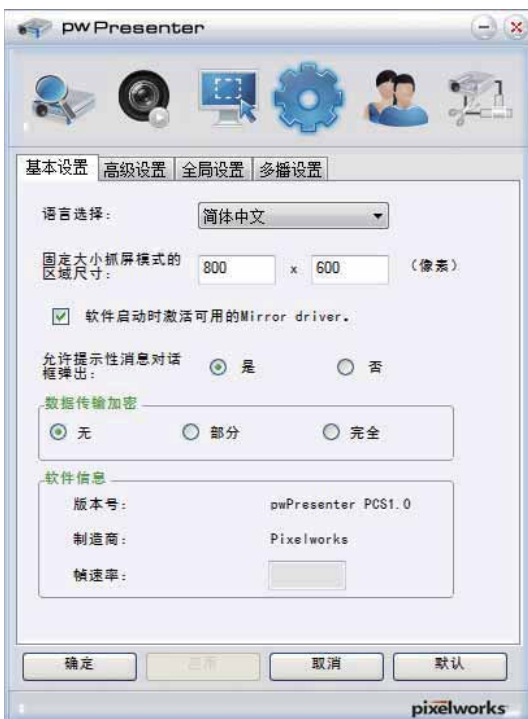 pwPresenter
基本设置 高级设置 全局设置 多播设置
语言选择： 简体中文
固定大小抓屏模式的
区域尺寸： 800 x 600 （像素）
软件启动时激活可用的Mirror driver.
允许提示性消息对话
框弹出： 是 否
数据传输加密
无 部分 完全
软件信息
版本号： pwPresenter PCS1.0
制造商： Pixelworks
帧速率：
确定 应用 取消 默认
pixelworks